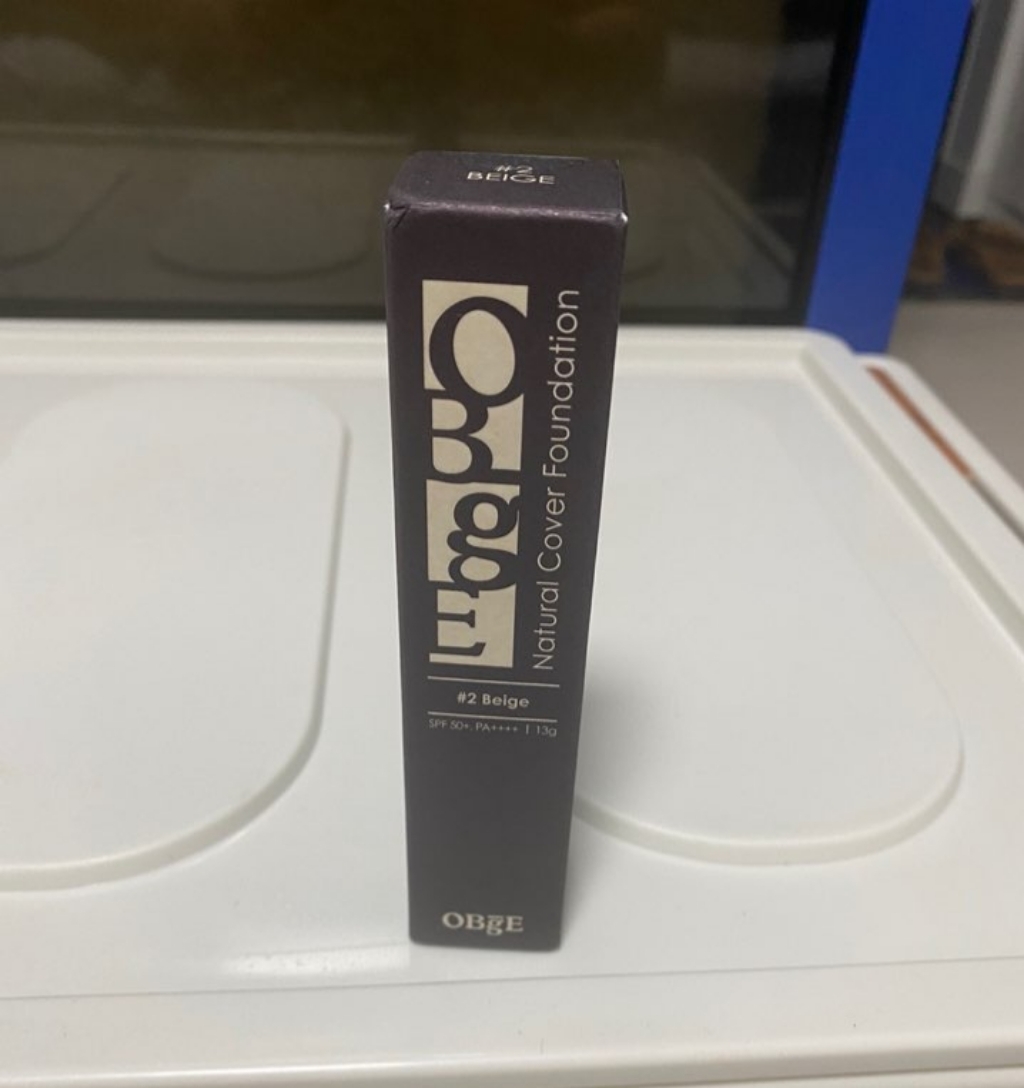 #2
BEIGE
OBgE
Natural Cover Foundation
#2 Beige
SPF 50+, PA++++ | 13g
OBgE